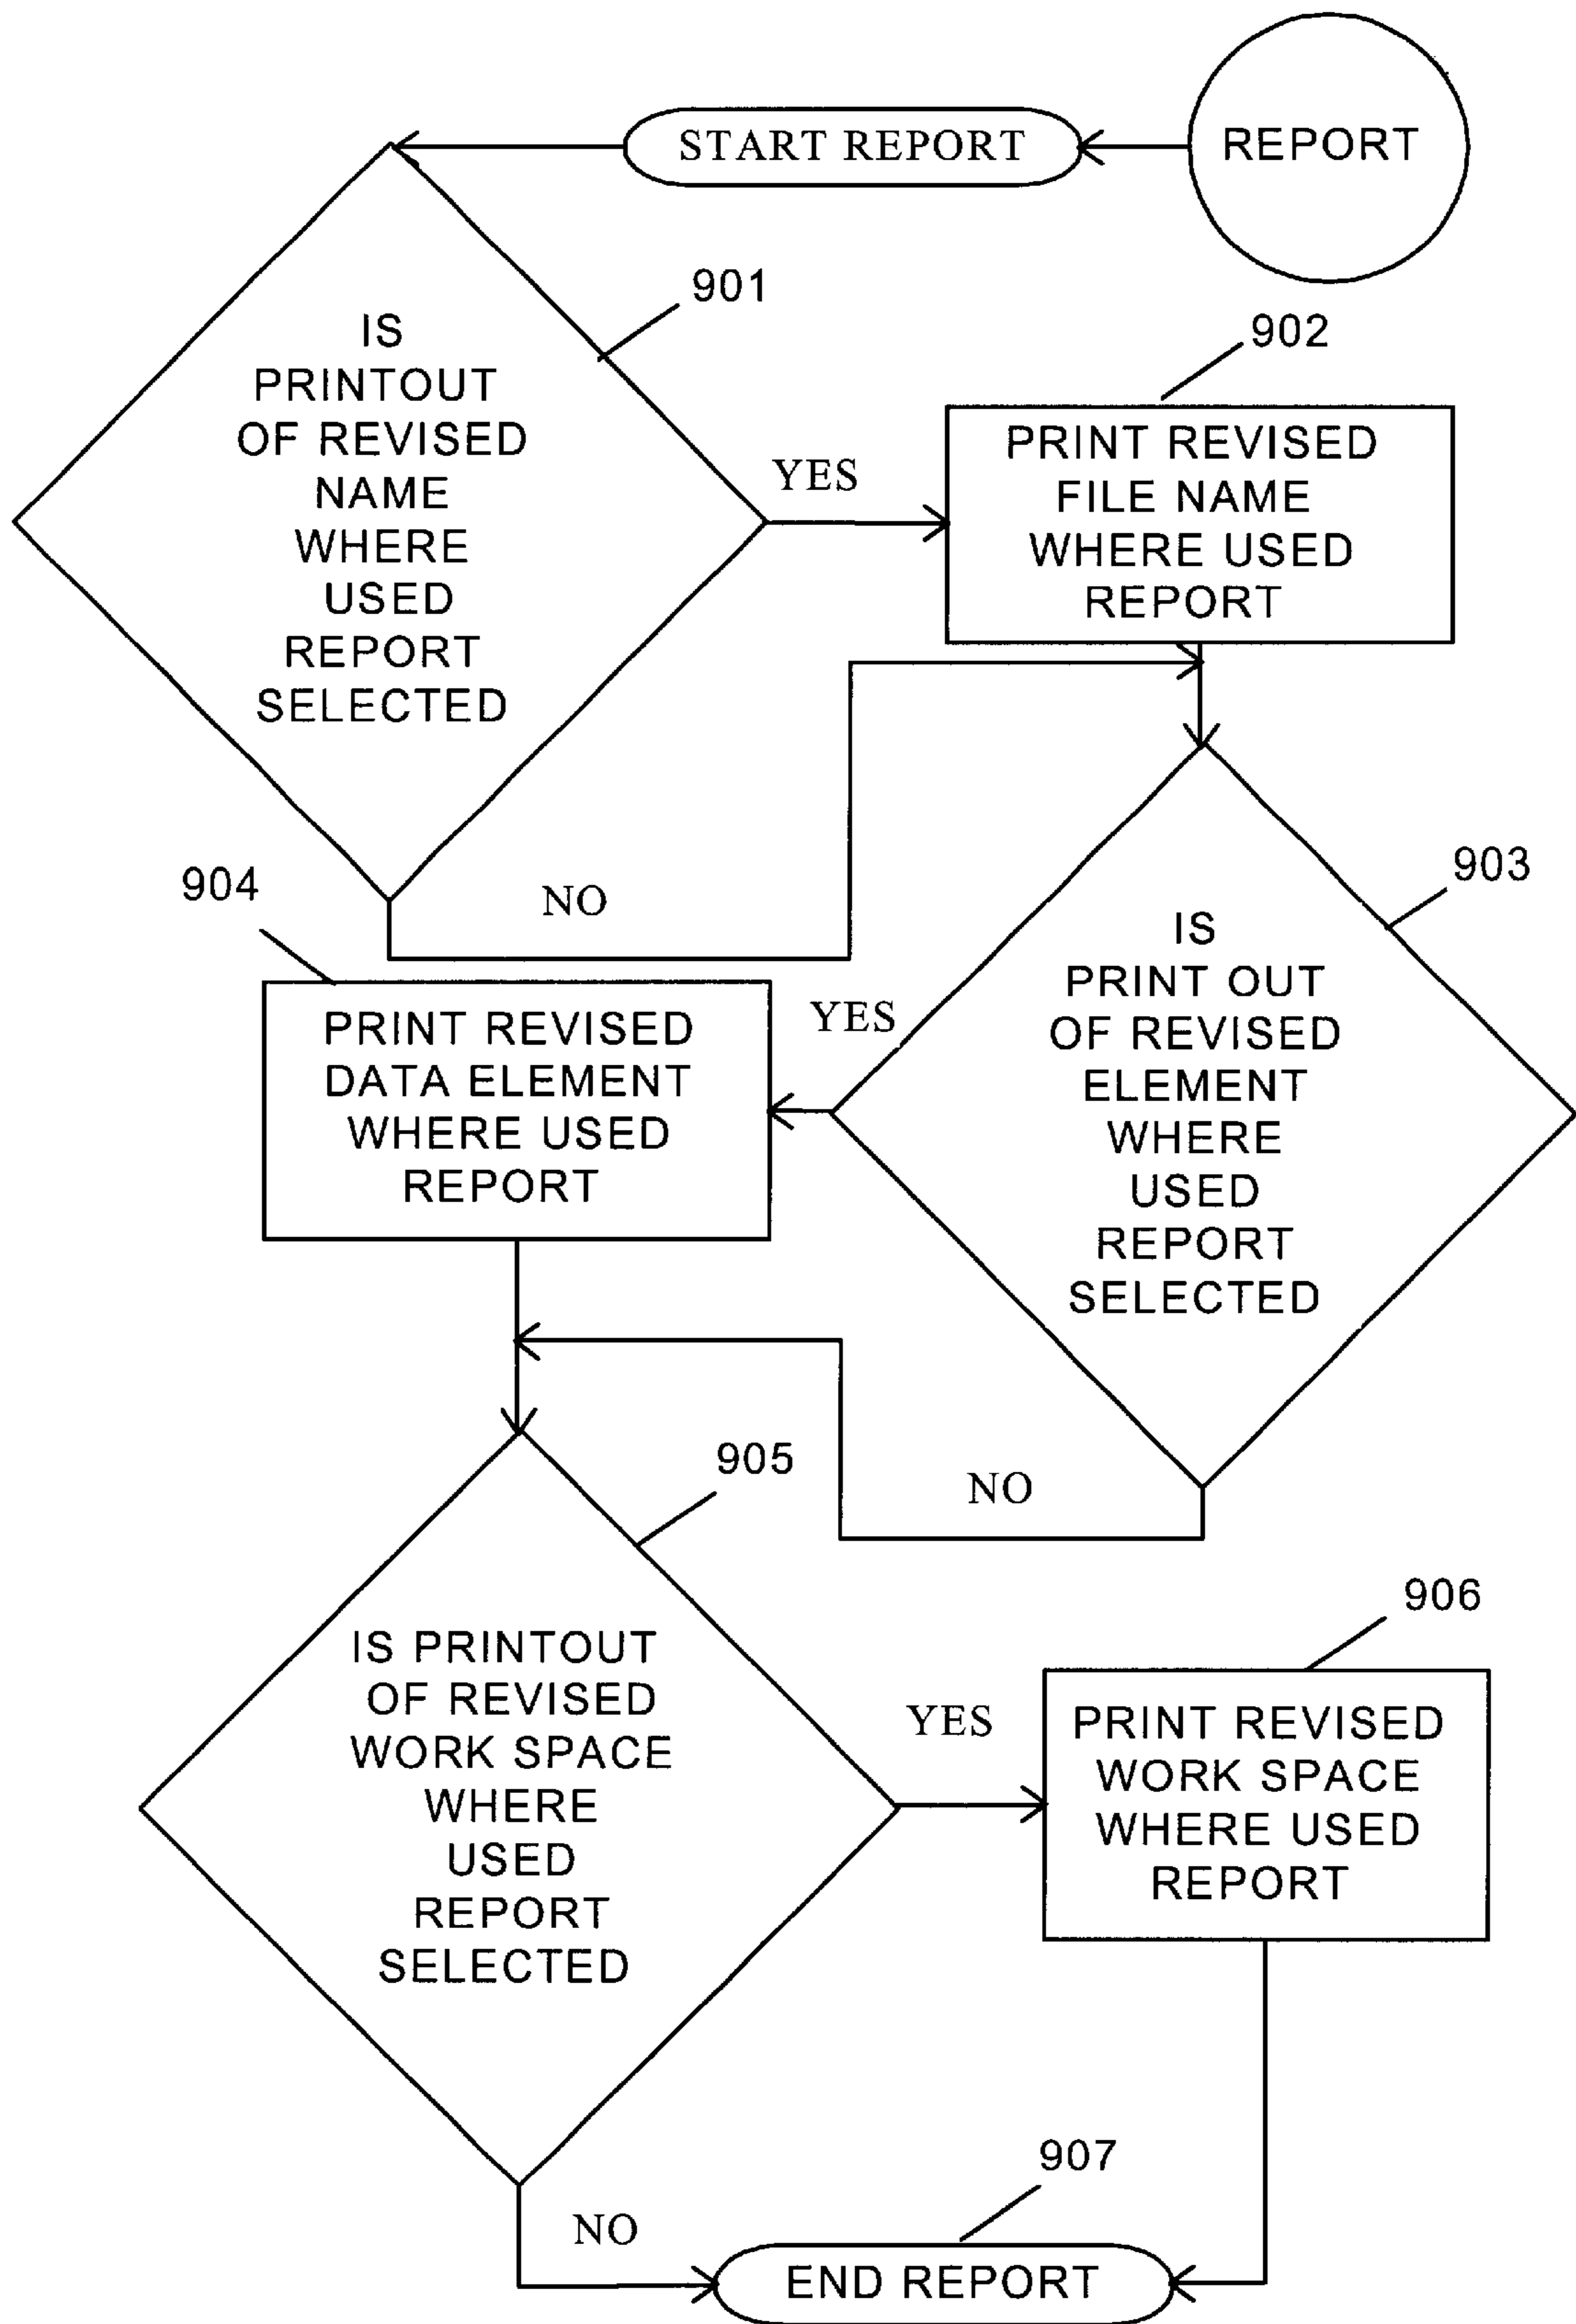 START REPORT
REPORT
901
IS
PRINTOUT
OF REVISED
NAME
WHERE
USED
REPORT
SELECTED
YES
902
PRINT REVISED
FILE NAME
WHERE USED
REPORT
NO
903
IS
PRINT OUT
OF REVISED
ELEMENT
WHERE
USED
REPORT
SELECTED
YES
904
PRINT REVISED
DATA ELEMENT
WHERE USED
REPORT
NO
905
IS PRINTOUT
OF REVISED
WORK SPACE
WHERE
USED
REPORT
SELECTED
YES
906
PRINT REVISED
WORK SPACE
WHERE USED
REPORT
NO
907
END REPORT